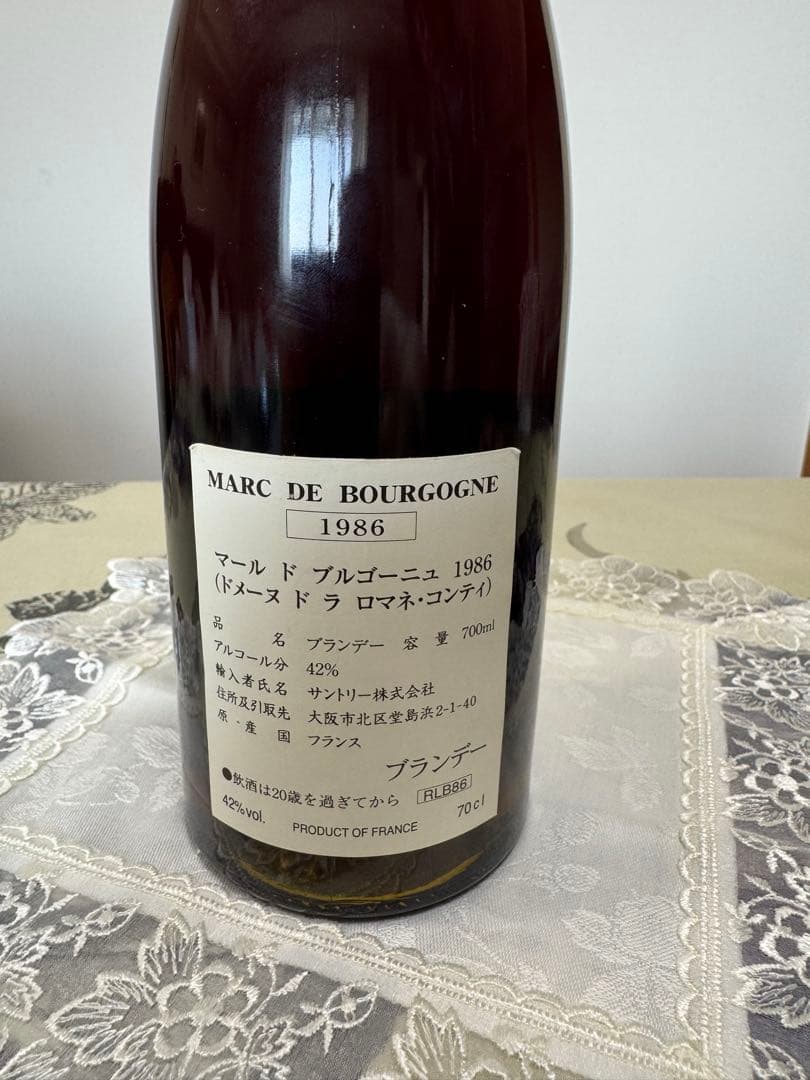 MARC DE BOURGOGNE
1986
マール ド ブルゴーニュ 1986
(ドメーヌ ド ラ ロマネ・コンティ)
品名 ブランデー 容量 700ml
アルコール分 42%
輸入者氏名 サントリー株式会社
住所及引取先 大阪市北区堂島浜2-1-40
原・産国 フランス
ブランデー
●飲酒は20歳を過ぎてから RLB86
42%vol. PRODUCT OF FRANCE 70cl